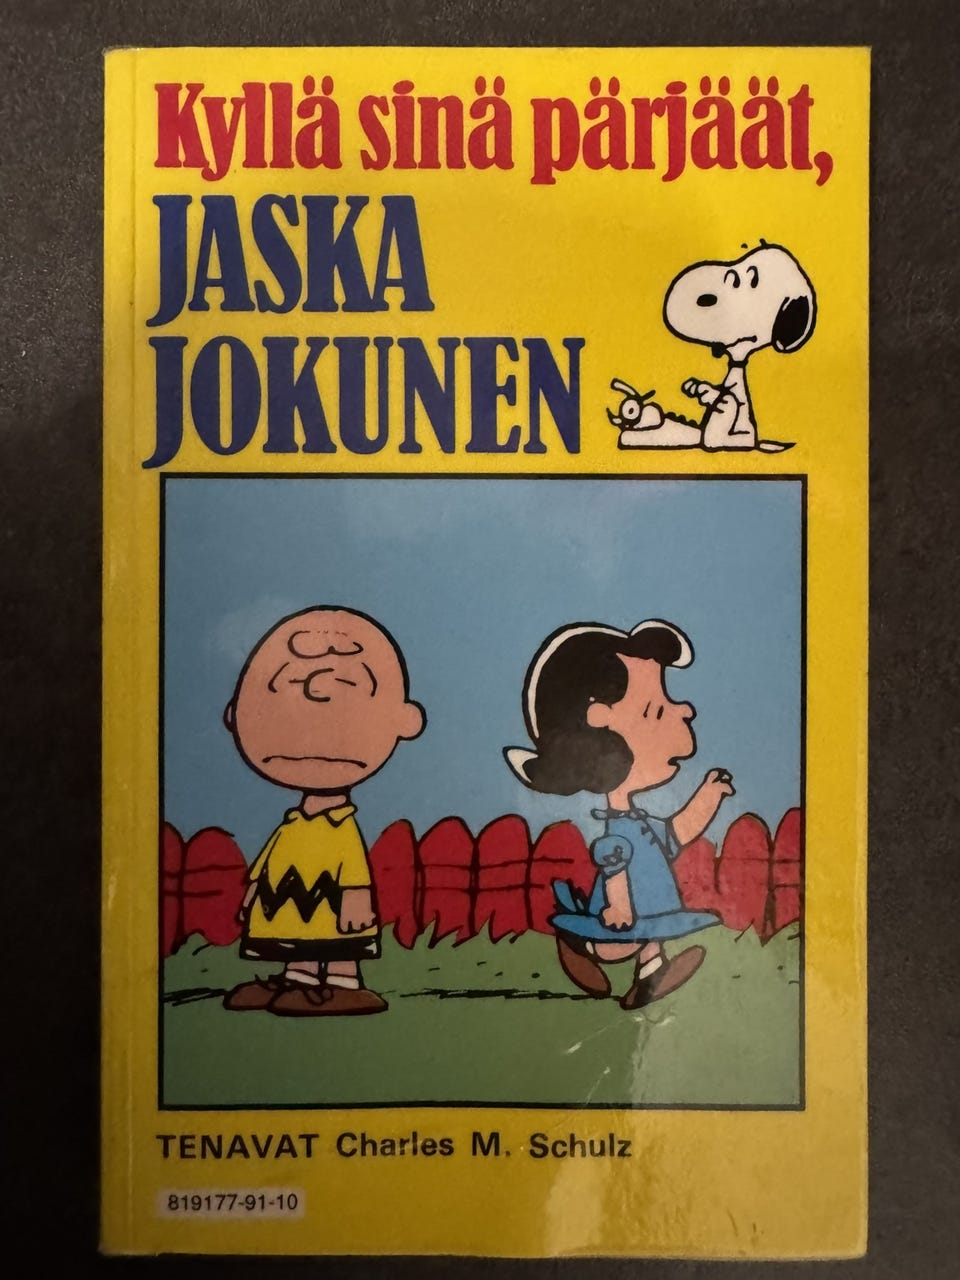 Kyllä sinä pärjäät,
JASKA
JOKUNEN
TENAVAT Charles M. Schulz
819177-91-10